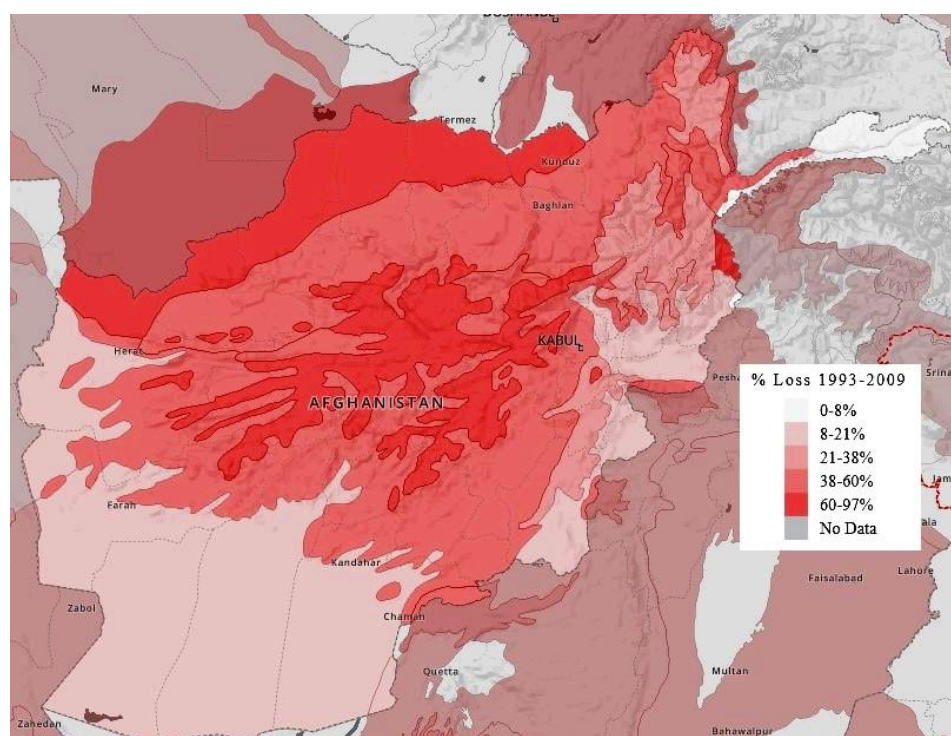 Mary
Termez
Kunduz
Baghlan
KABUL
Herat
AFGHANISTAN
Farah
Kandahar
Zabol
Chaman
Quetta
Zahedan
Faisalabad
Lahore
Multan
Bahawalpur
% Loss 1993-2009
0-8%
8-21%
21-38%
38-60%
60-97%
No Data